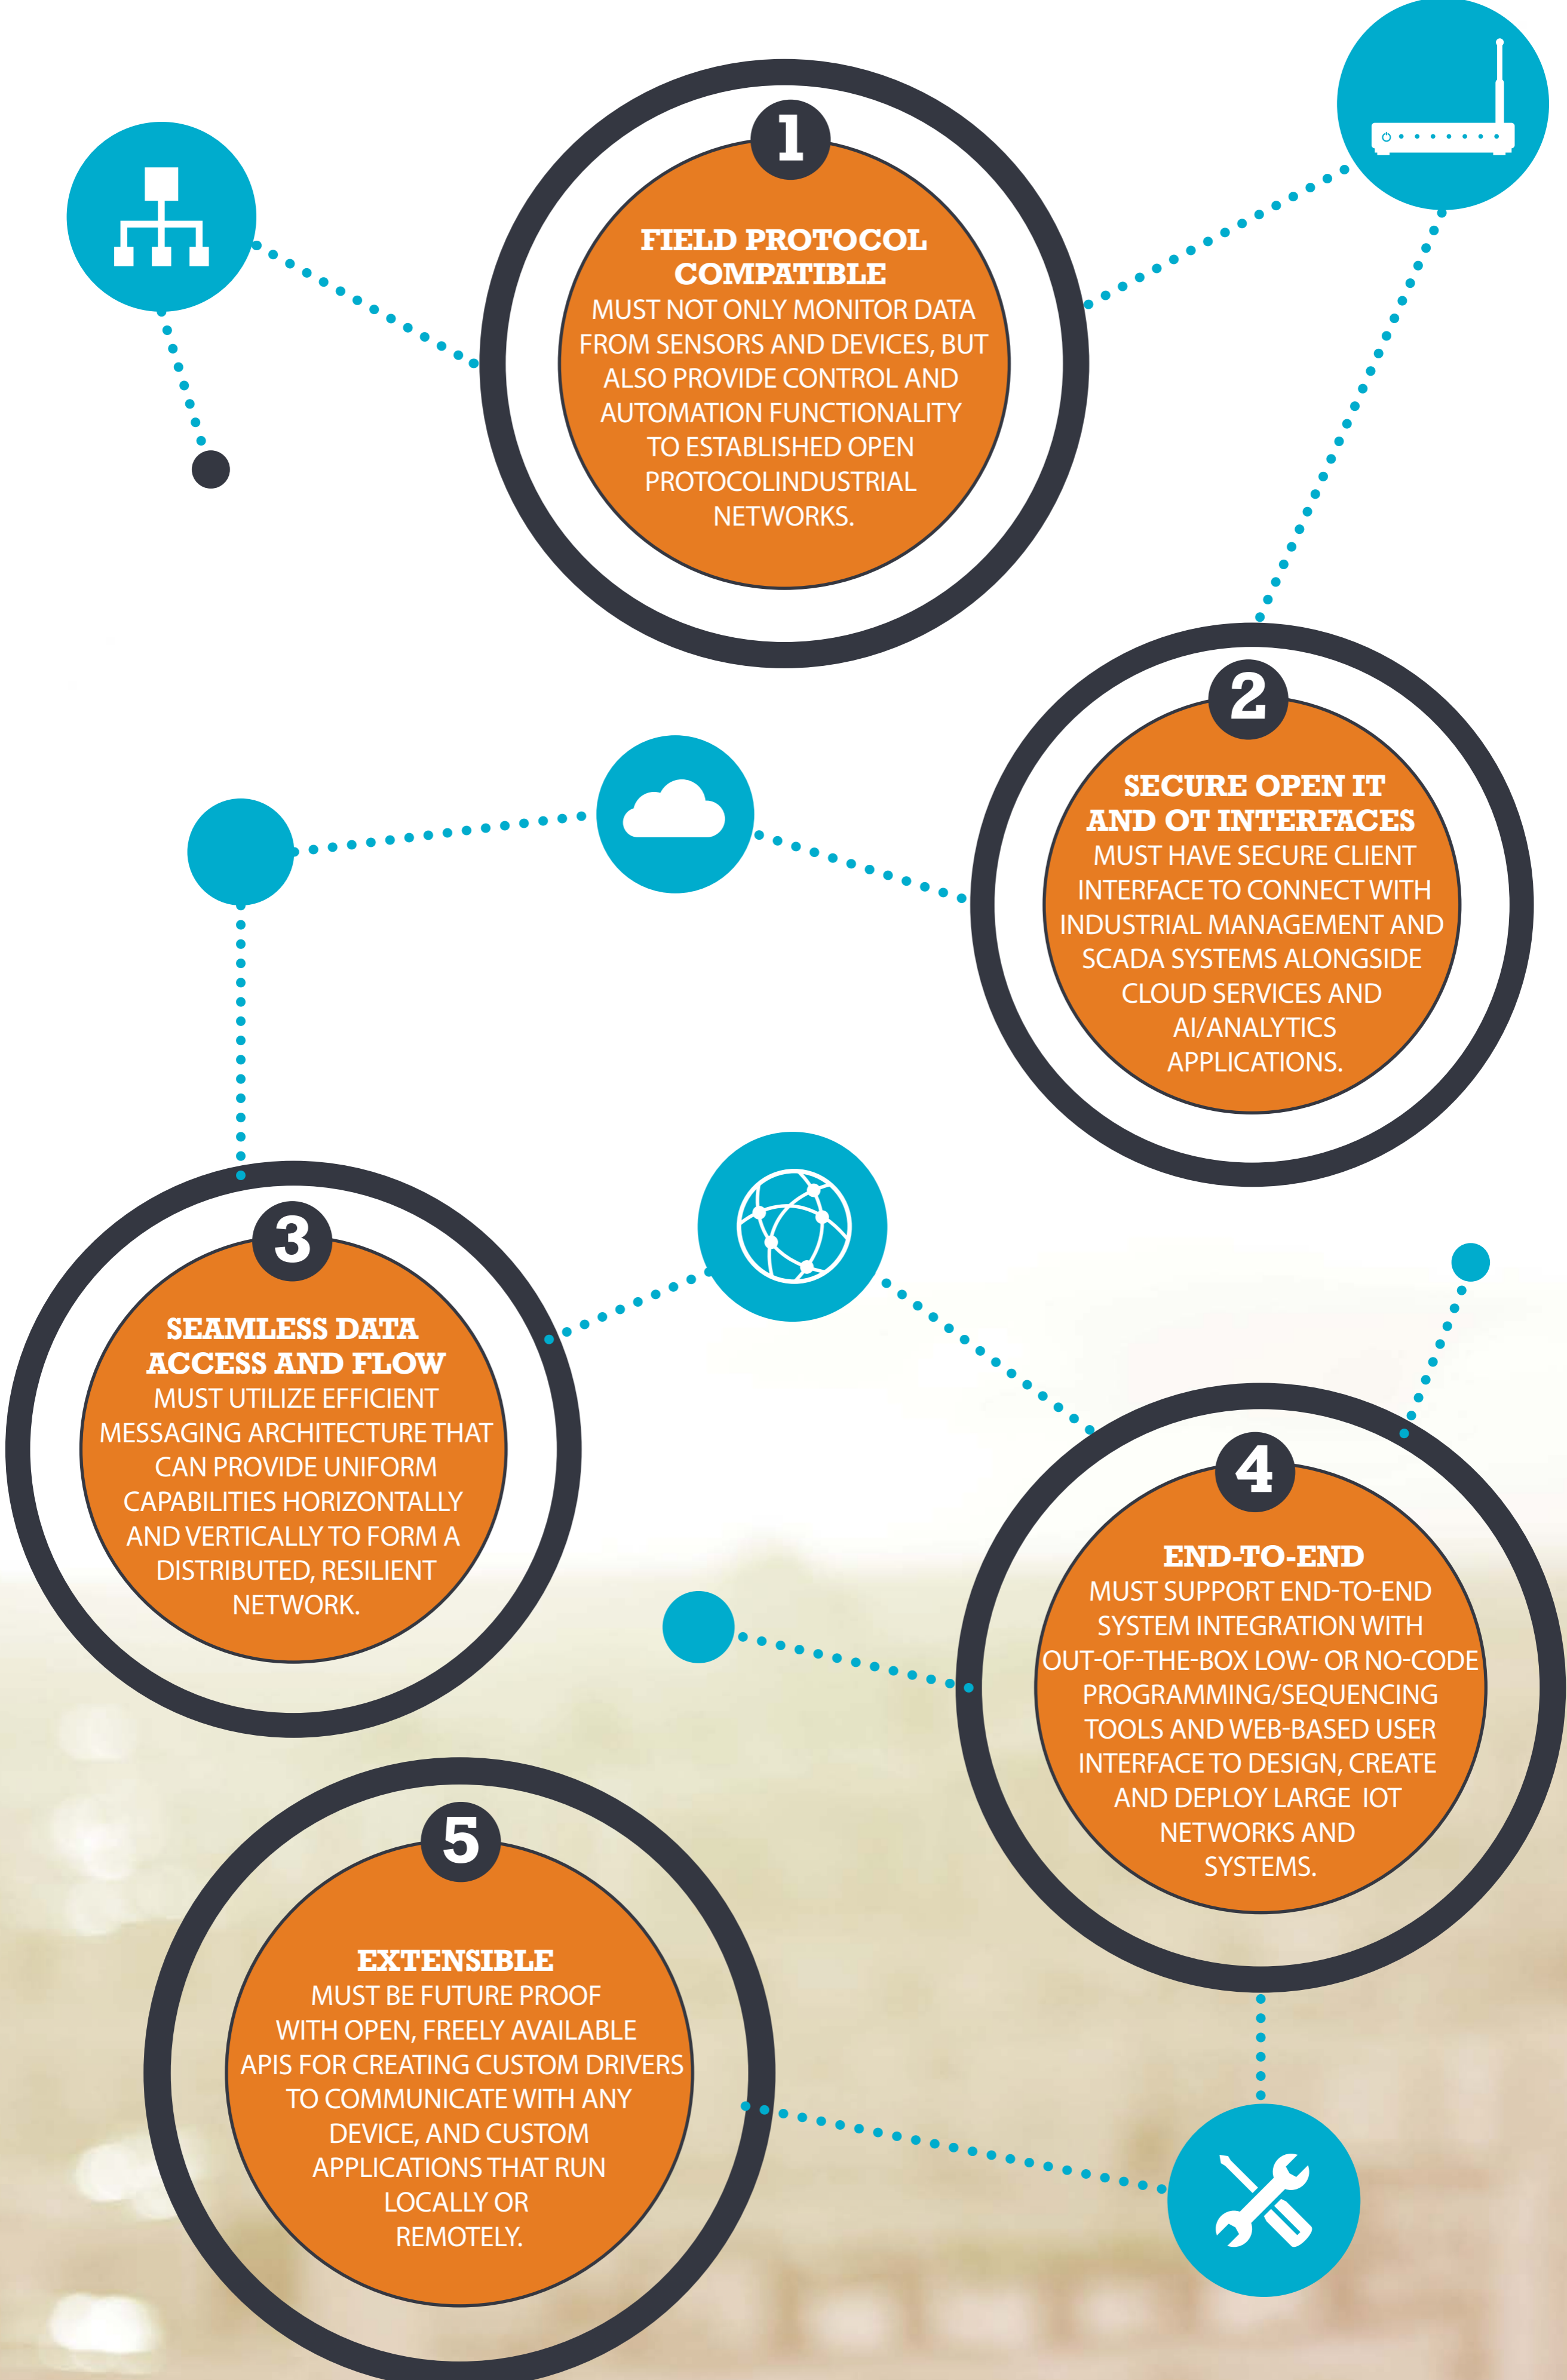 1
FIELD PROTOCOL
COMPATIBLE
MUST NOT ONLY MONITOR DATA
FROM SENSORS AND DEVICES, BUT
ALSO PROVIDE CONTROL AND
AUTOMATION FUNCTIONALITY
TO ESTABLISHED OPEN
PROTOCOLINDUSTRIAL
NETWORKS.
2
SECURE OPEN IT
AND OT INTERFACES
MUST HAVE SECURE CLIENT
INTERFACE TO CONNECT WITH
INDUSTRIAL MANAGEMENT AND
SCADA SYSTEMS ALONGSIDE
CLOUD SERVICES AND
AI/ANALYTICS
APPLICATIONS.
3
SEAMLESS DATA
ACCESS AND FLOW
MUST UTILIZE EFFICIENT
MESSAGING ARCHITECTURE THAT
CAN PROVIDE UNIFORM
CAPABILITIES HORIZONTALLY
AND VERTICALLY TO FORM A
DISTRIBUTED, RESILIENT
NETWORK.
4
END-TO-END
MUST SUPPORT END-TO-END
SYSTEM INTEGRATION WITH
OUT-OF-THE-BOX LOW- OR NO-CODE
PROGRAMMING/SEQUENCING
TOOLS AND WEB-BASED USER
INTERFACE TO DESIGN, CREATE
AND DEPLOY LARGE IOT
NETWORKS AND
SYSTEMS.
5
EXTENSIBLE
MUST BE FUTURE PROOF
WITH OPEN, FREELY AVAILABLE
APIS FOR CREATING CUSTOM DRIVERS
TO COMMUNICATE WITH ANY
DEVICE, AND CUSTOM
APPLICATIONS THAT RUN
LOCALLY OR
REMOTELY.